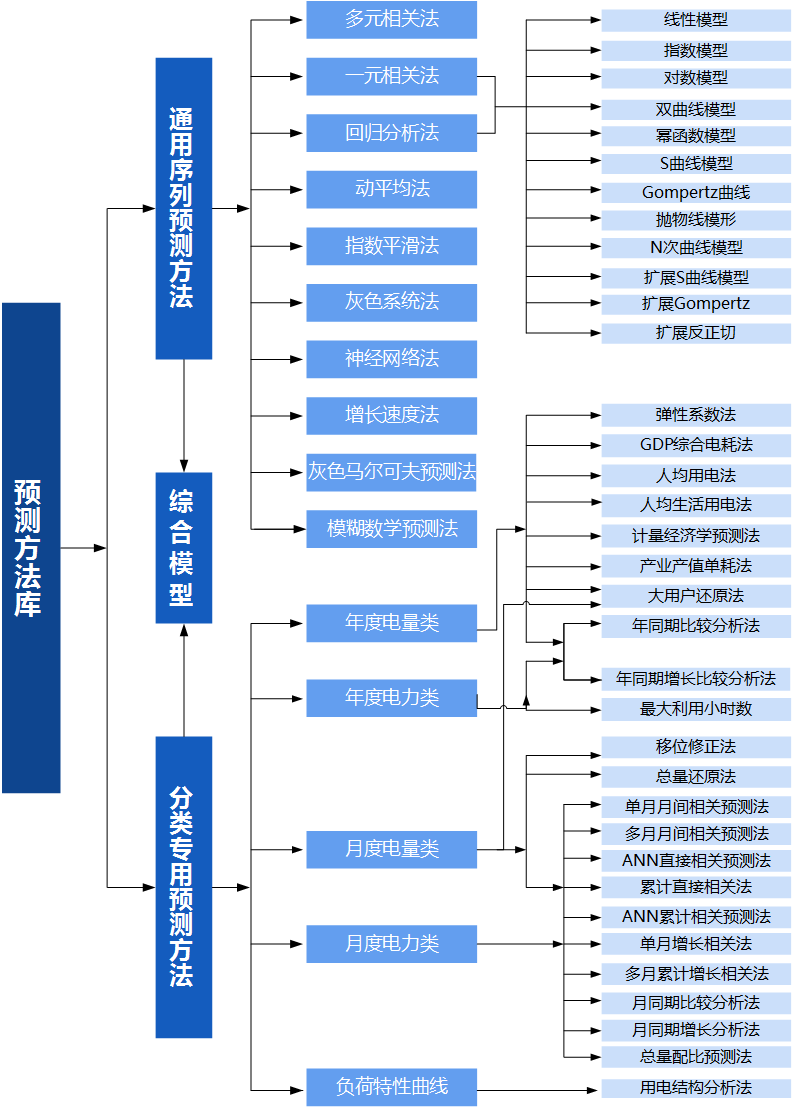 预测方法库
通用序列预测方法
综合模型
分类专用预测方法
多元相关法
一元相关法
回归分析法
动平均法
指数平滑法
灰色系统法
神经网络法
增长速度法
灰色马尔可夫预测法
模糊数学预测法
年度电量类
年度电力类
月度电量类
月度电力类
负荷特性曲线
线性模型
指数模型
对数模型
双曲线模型
幂函数模型
S曲线模型
Gompertz曲线
抛物线模形
N次曲线模型
扩展S曲线模型
扩展Gompertz
扩展反正切
弹性系数法
GDP综合电耗法
人均用电法
人均生活用电法
计量经济学预测法
产业产值单耗法
大用户还原法
年同期比较分析法
年同期增长比较分析法
最大利用小时数
移位修正法
总量还原法
单月月间相关预测法
多月月间相关预测法
ANN直接相关预测法
累计直接相关法
ANN累计相关预测法
单月增长相关法
多月累计增长相关法
月同期比较分析法
月同期增长分析法
总量配比预测法
用电结构分析法